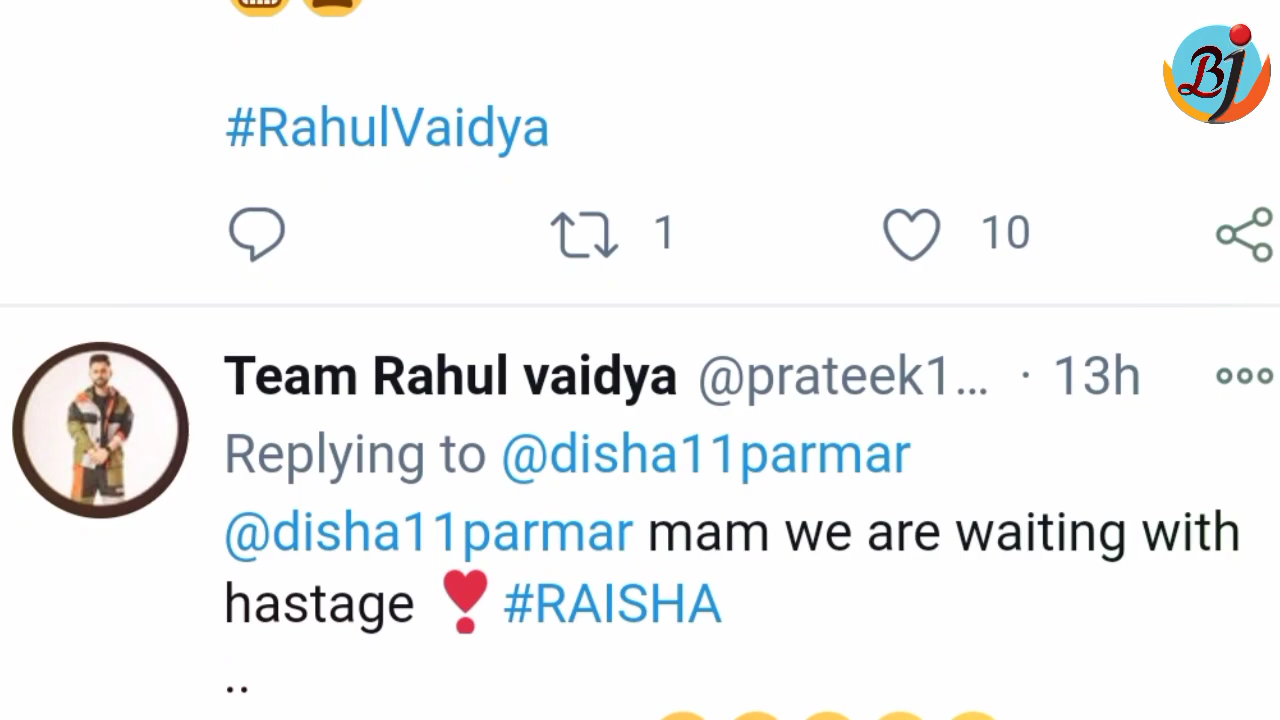 #RahulVaidya
1 10
Team Rahul vaidya @prateek1... · 13h
Replying to @disha11parmar
@disha11parmar mam we are waiting with
hastage ❣ #RAISHA
..
Bj